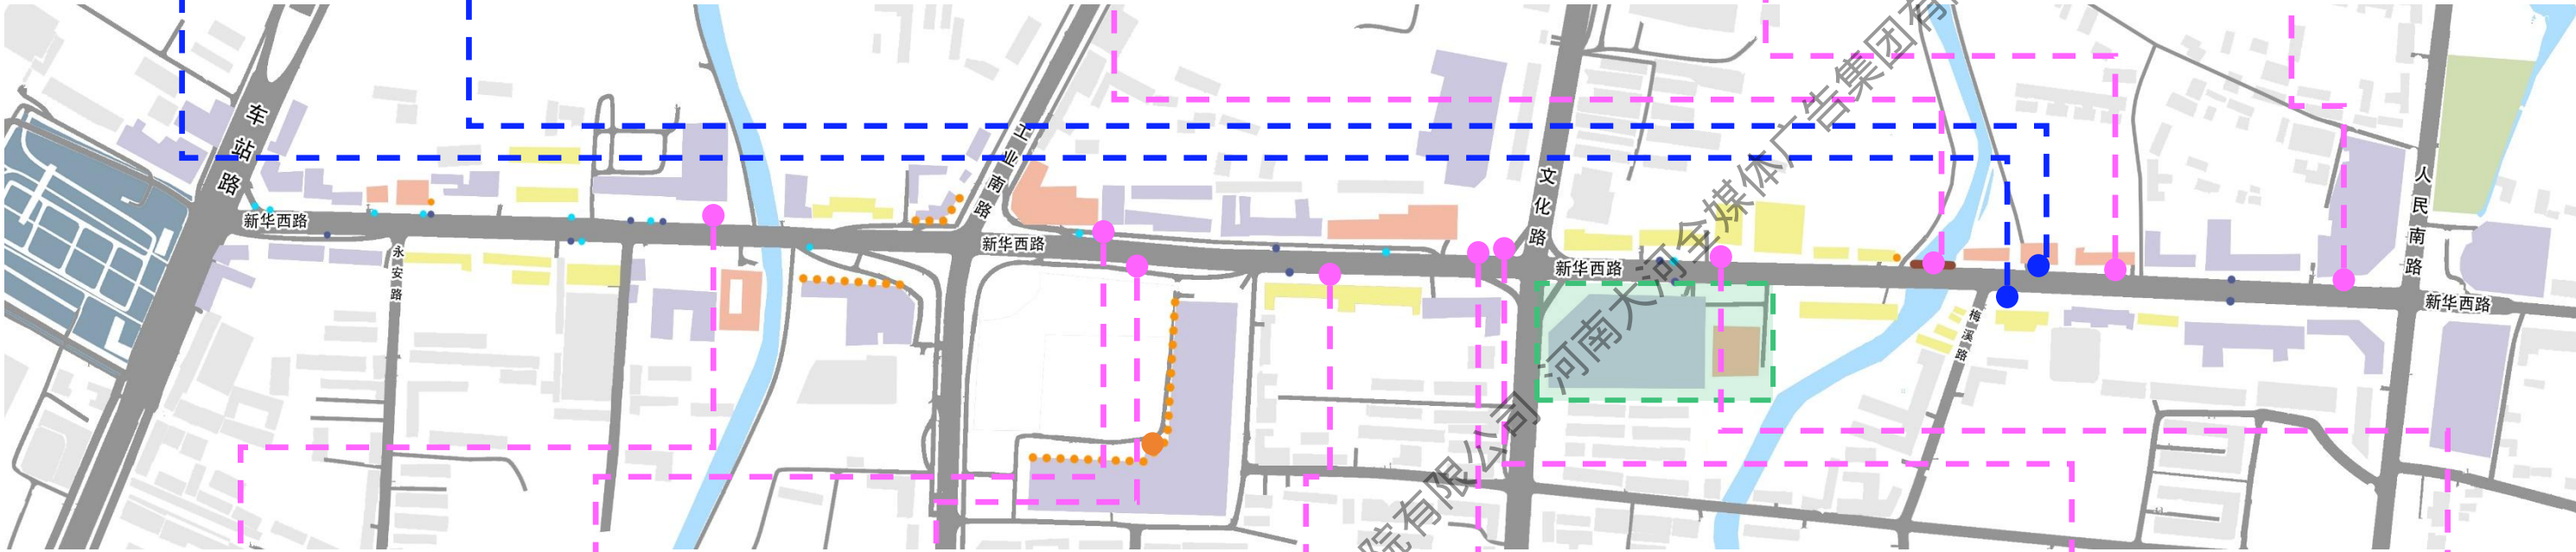 车站路
新华西路
永安路
工业南路
新华西路
文化路
新华西路
梅溪路
人民南路
新华西路
河南大河全媒体广告集团有
院有限公司